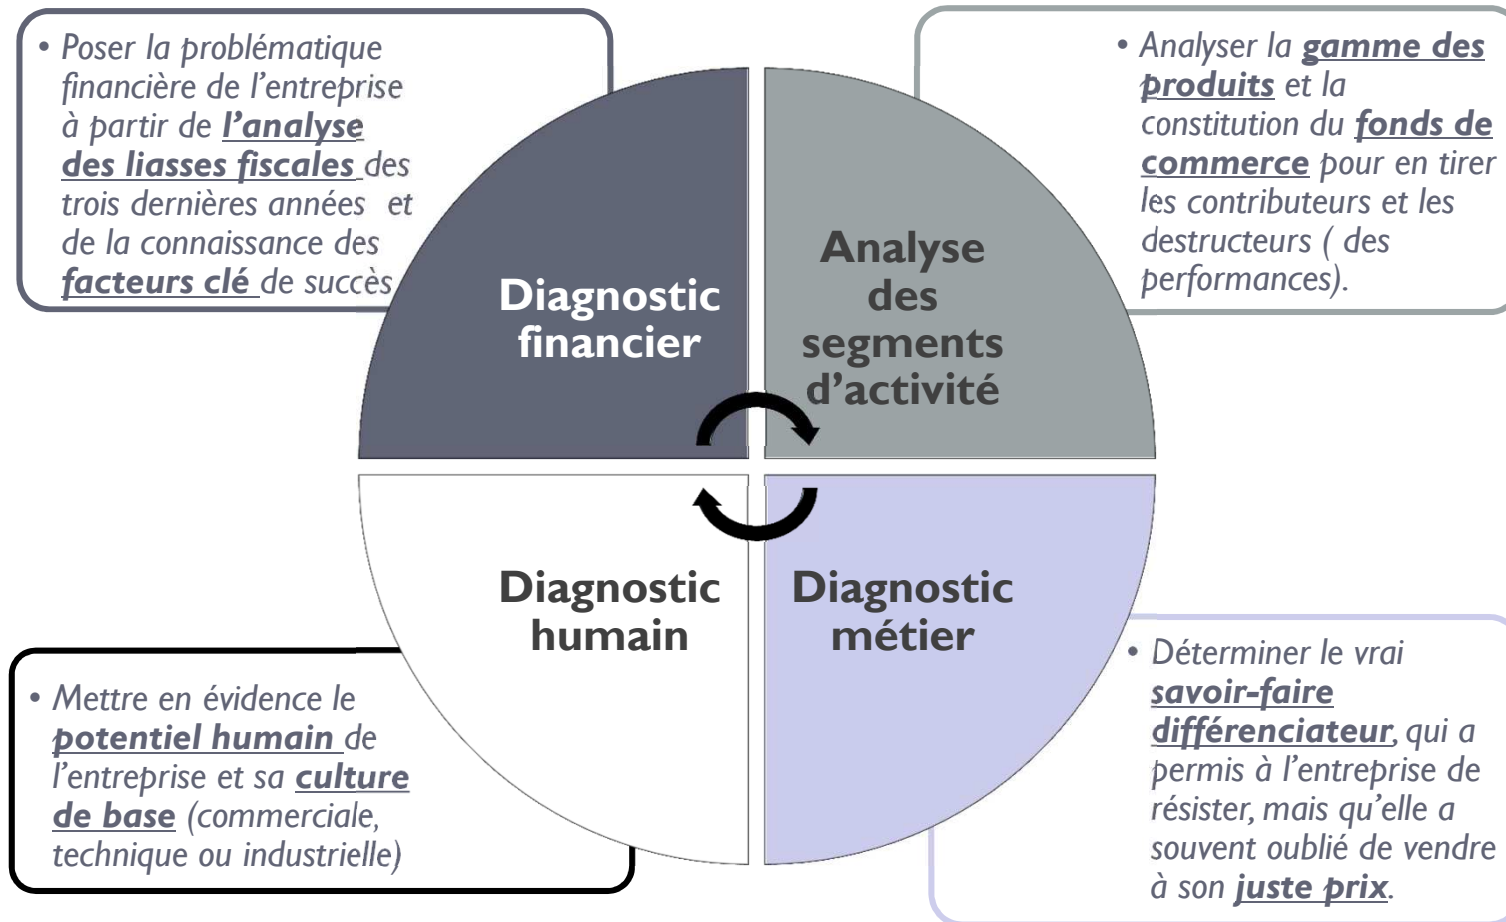 • Poser la problématique
financière de l’entreprise
à partir de l’analyse
des liasses fiscales des
trois dernières années et
de la connaissance des
facteurs clé de succès
• Analyser la gamme des
produits et la
constitution du fonds de
commerce pour en tirer
les contributeurs et les
destructeurs ( des
performances).
Diagnostic
financier
Analyse
des
segments
d’activité
Diagnostic
humain
Diagnostic
métier
• Mettre en évidence le
potentiel humain de
l’entreprise et sa culture
de base (commerciale,
technique ou industrielle)
• Déterminer le vrai
savoir-faire
différenciateur, qui a
permis à l’entreprise de
résister, mais qu’elle a
souvent oublié de vendre
à son juste prix.